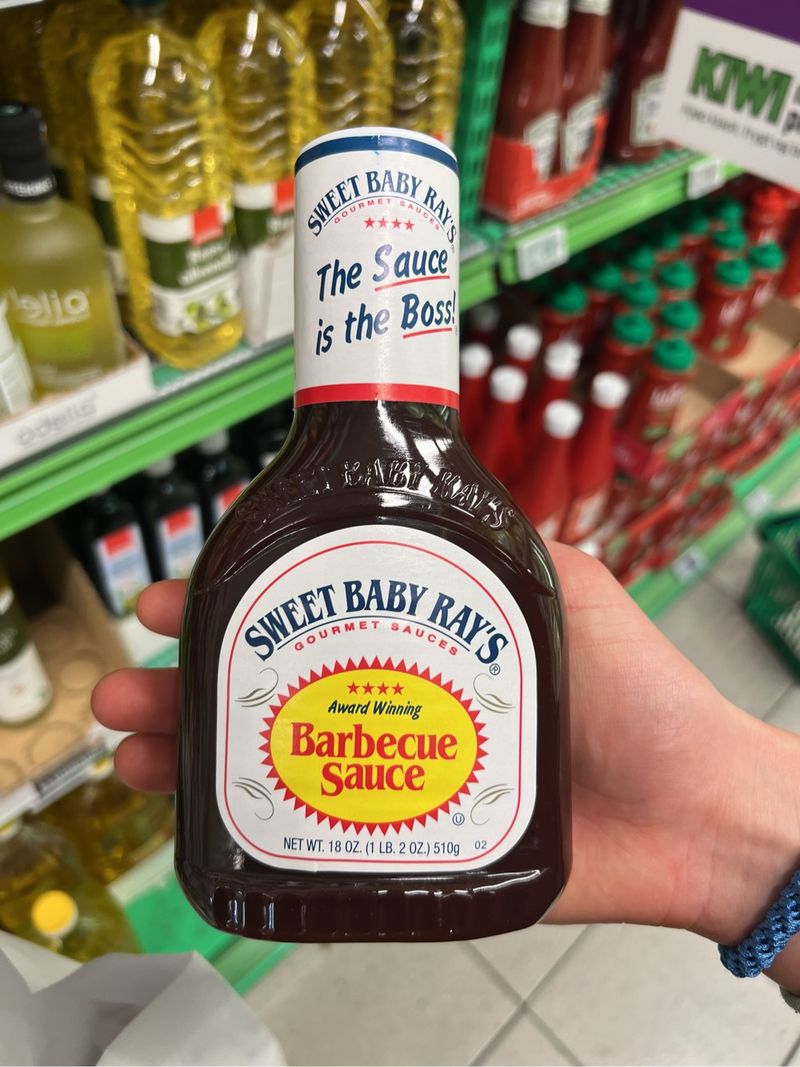 SWEET BABY RAY'S
GOURMET SAUCES
The Sauce
is the Boss!
SWEET BABY RAY'S
SWEET BABY RAY'S®
GOURMET SAUCES
Award Winning
Barbecue
Sauce
U
NET WT. 18 OZ. (1 LB. 2 OZ.) 510g 02
KIWI
Odelia